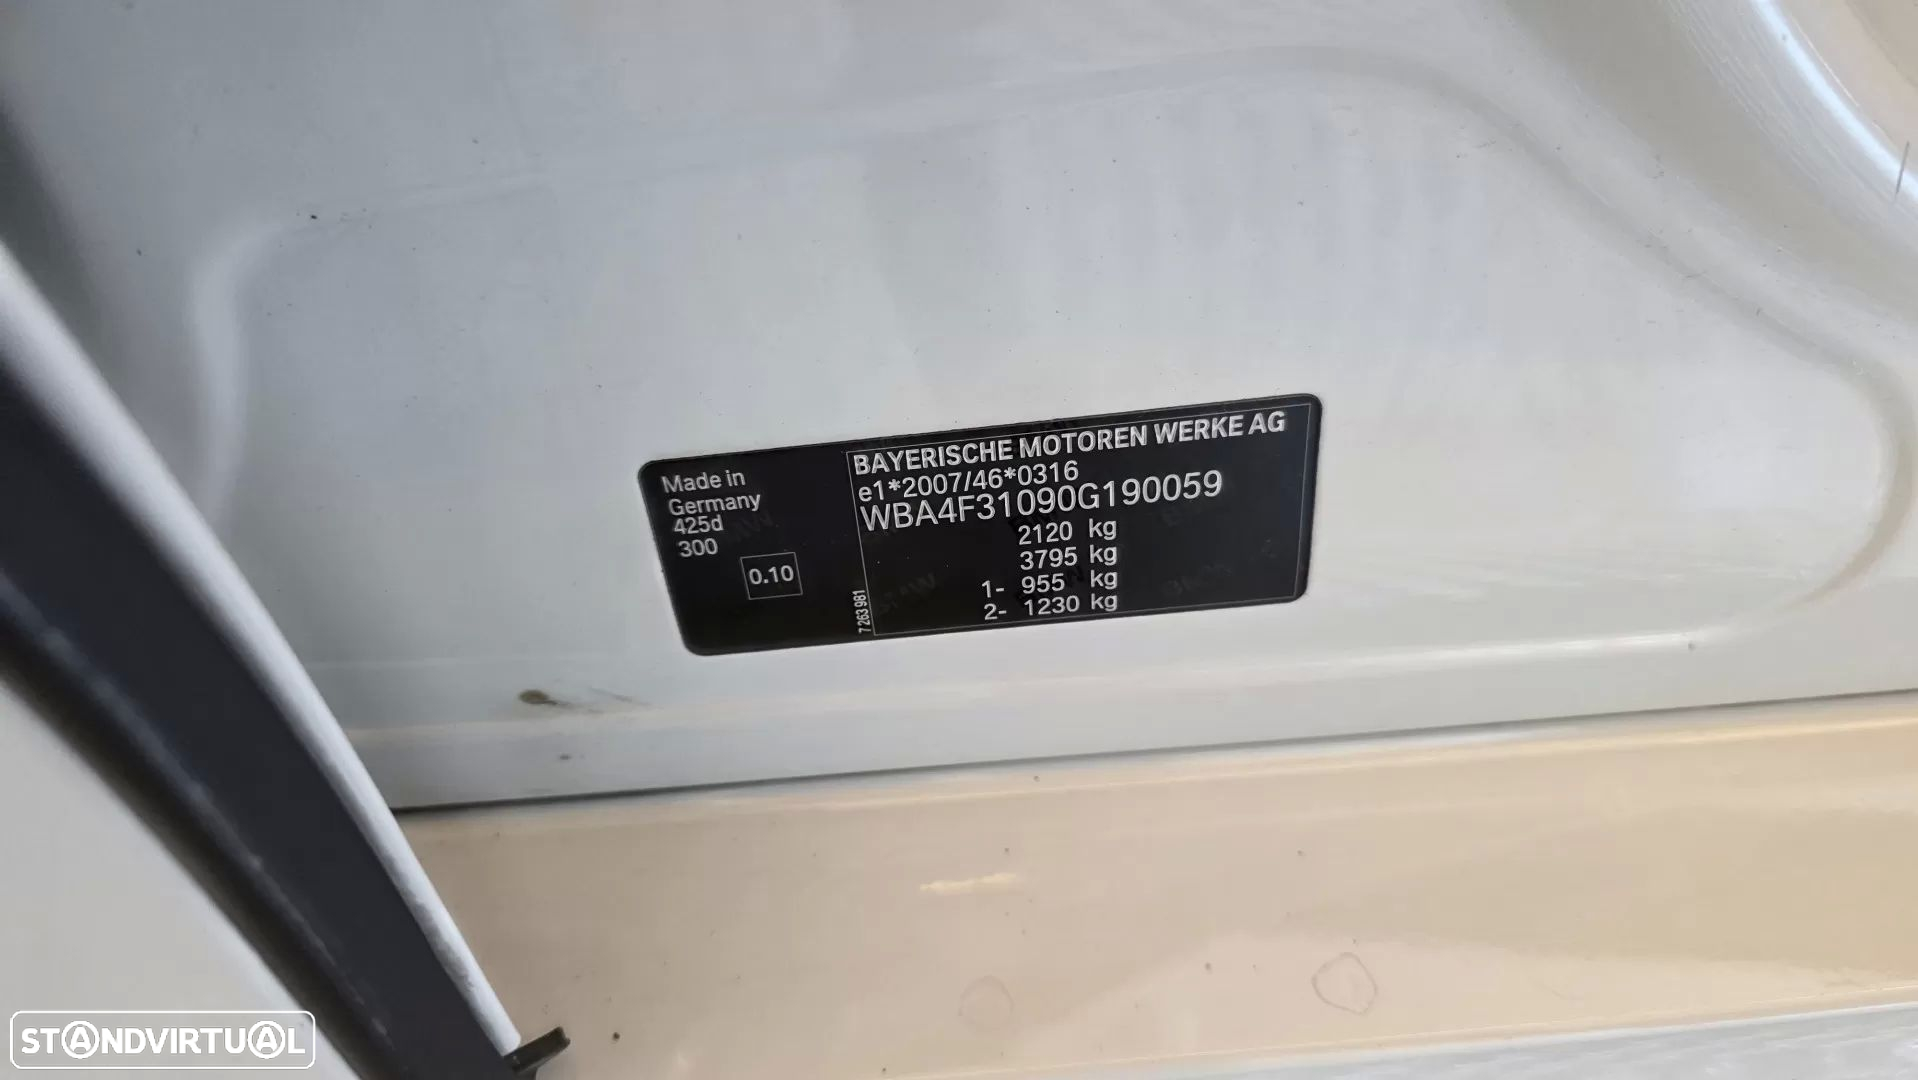 Made in
Germany
425d
300
0.10
7 263 981
BAYERISCHE MOTOREN WERKE AG
e1*2007/46*0316
WBA4F31090G190059
2120 kg
3795 kg
1- 955 kg
2- 1230 kg
STANDVIRTUAL